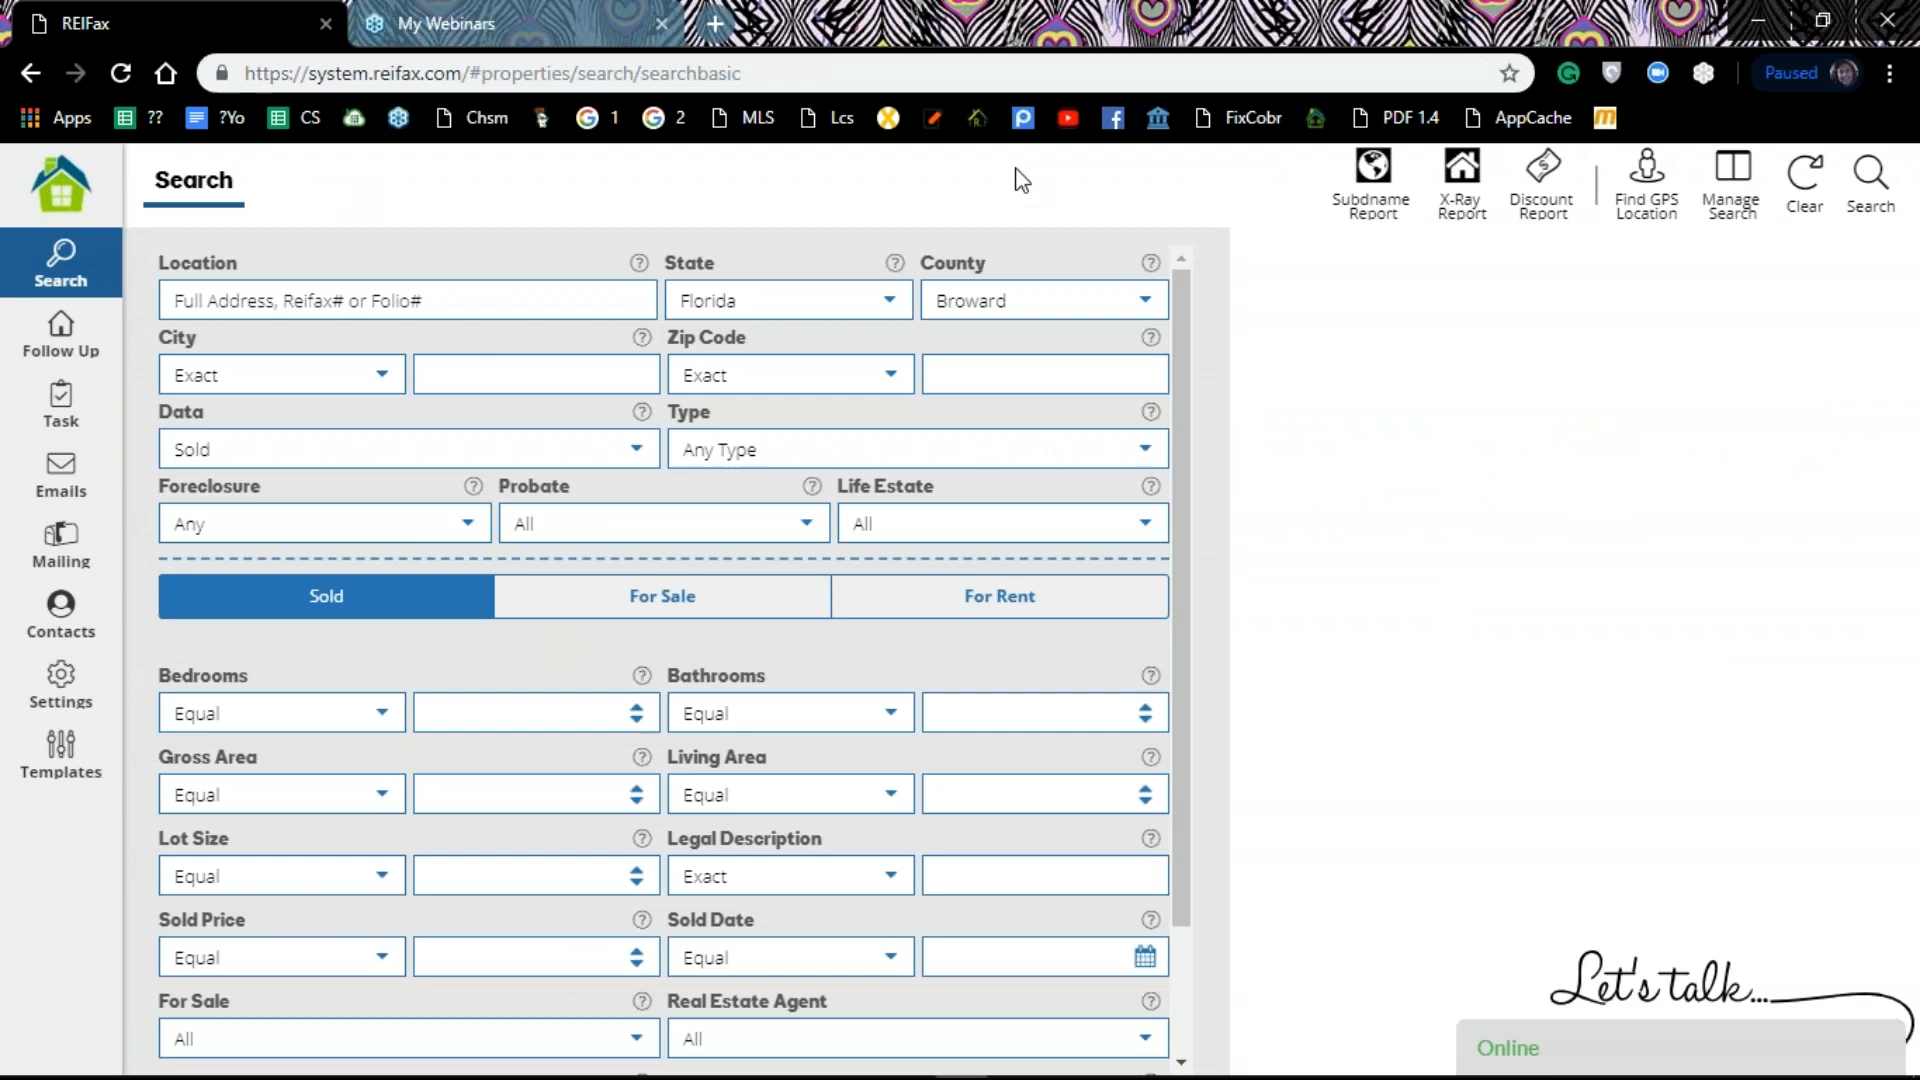 REIFax
My Webinars
https://system.reifax.com/#properties/search/searchbasic
Paused
Apps ?? ?Yo CS Chsm 1 2 MLS Lcs FixCobr PDF 1.4 AppCache
Search
Subdname Report
X-Ray Report
Discount Report
Find GPS Location
Manage Search
Clear
Search
Search
Follow Up
Task
Emails
Mailing
Contacts
Settings
Templates
Location State County
Full Address, Reifax# or Folio# Florida Broward
City Zip Code
Exact Exact
Data Type
Sold Any Type
Foreclosure Probate Life Estate
Any All All
Sold For Sale For Rent
Bedrooms Bathrooms
Equal Equal
Gross Area Living Area
Equal Equal
Lot Size Legal Description
Equal Exact
Sold Price Sold Date
Equal Equal
For Sale Real Estate Agent
All All
Let's talk...
Online